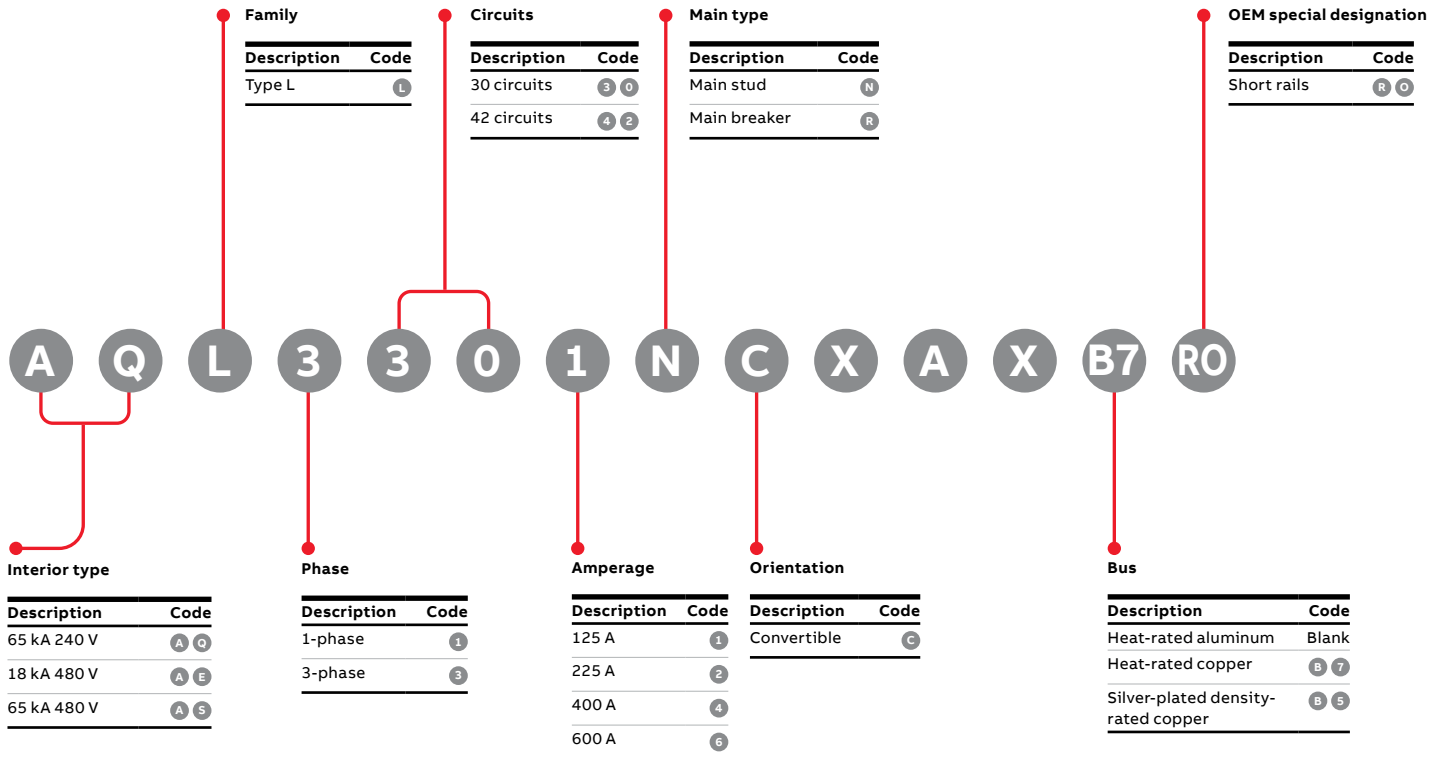 Family
Description Code
Type L L
Circuits
Description Code
30 circuits 3 0
42 circuits 4 2
Main type
Description Code
Main stud N
Main breaker R
OEM special designation
Description Code
Short rails R O
A Q L 3 3 0 1 N C X A X B7 RO
Interior type
Description Code
65 kA 240 V A Q
18 kA 480 V A E
65 kA 480 V A S
Phase
Description Code
1-phase 1
3-phase 3
Amperage
Description Code
125 A 1
225 A 2
400 A 4
600 A 6
Orientation
Description Code
Convertible C
Bus
Description Code
Heat-rated aluminum Blank
Heat-rated copper B 7
Silver-plated density- B 5
rated copper